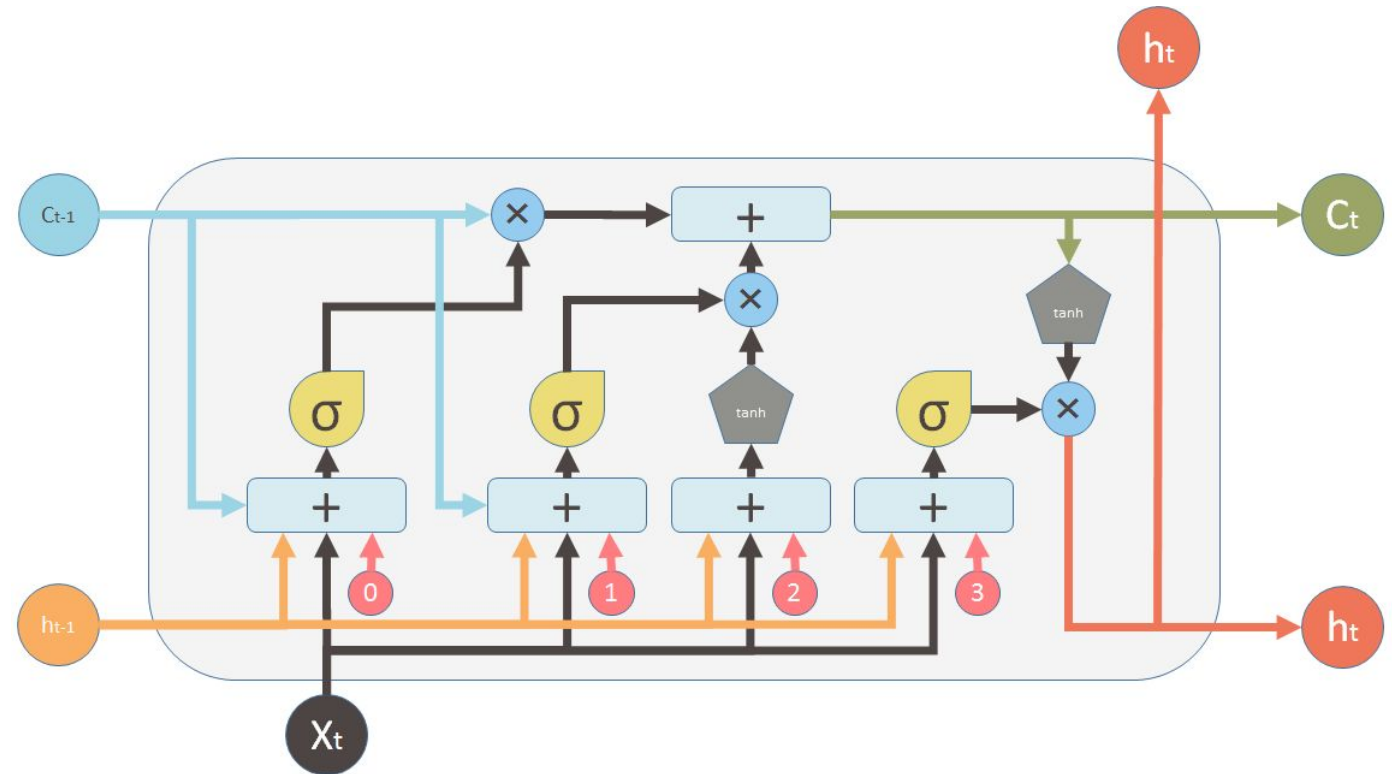 hₜ
Cₜ₋₁
×
+
Cₜ
×
tanh
σ
σ
tanh
σ
×
+
+
+
+
0
1
2
3
hₜ₋₁
hₜ
Xₜ